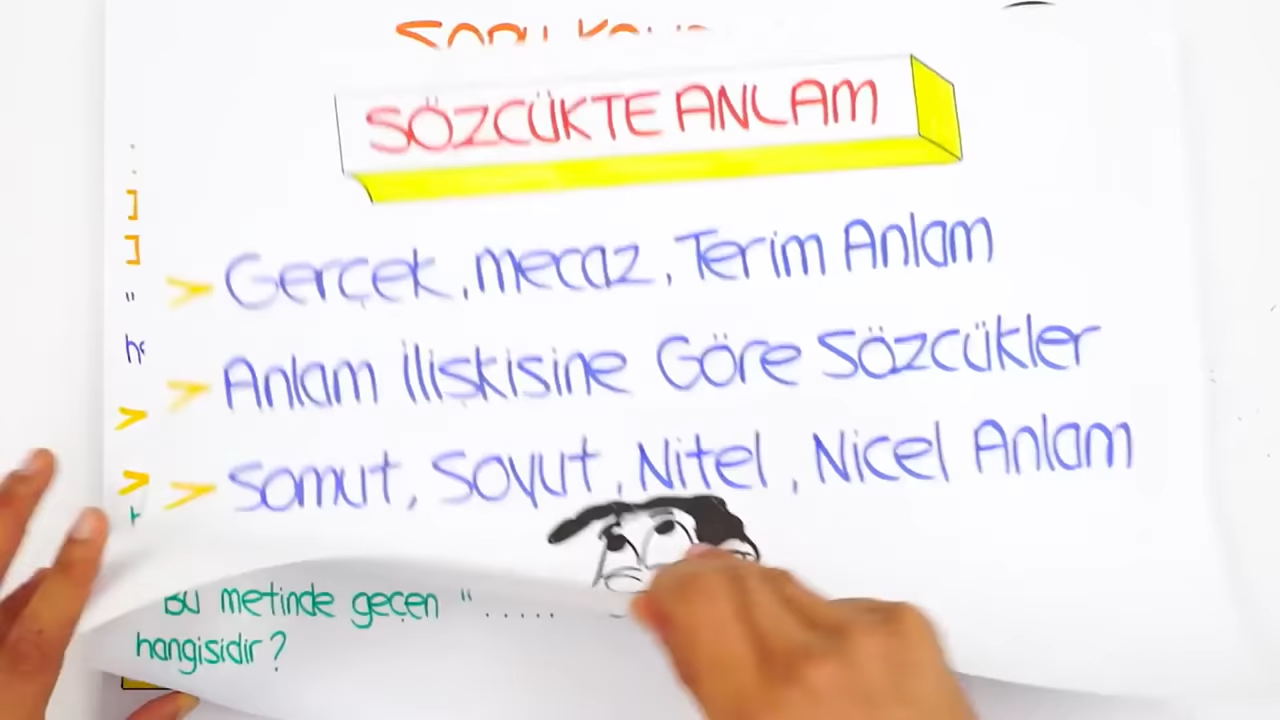 SÖZCÜKTE ANLAM
> Gerçek, mecaz, Terim Anlam
> Anlam İlişkisine Göre Sözcükler
> Somut, Soyut, Nitel, Nicel Anlam
Bu metinde geçen ".....
hangisidir?